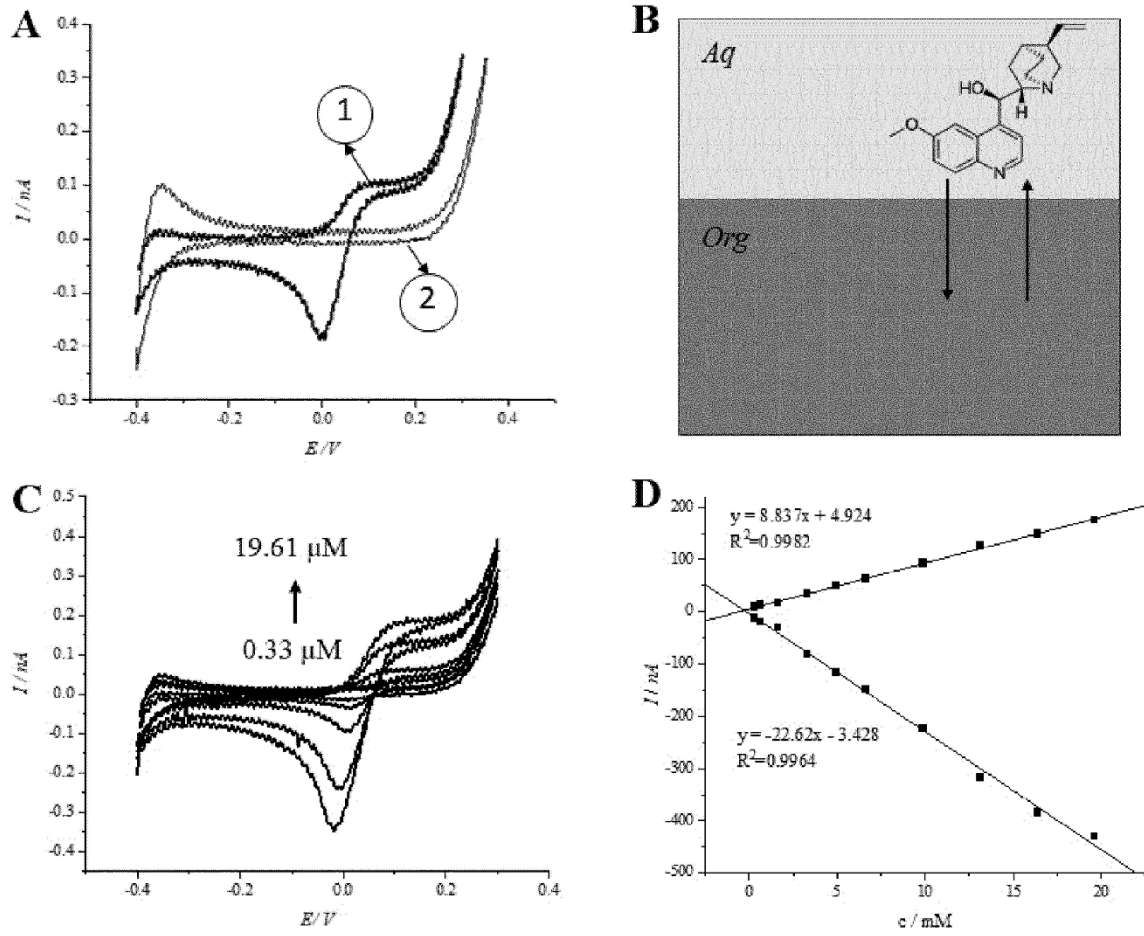 A
0.4
0.3
0.2
0.1
0.0
-0.1
-0.2
-0.3
I / nA
-0.4
-0.2
0.0
0.2
0.4
E/V
1
2
B
Aq
HO
N
H
O
N
Org
C
0.5
0.4
0.3
0.2
0.1
0.0
-0.1
-0.2
-0.3
-0.4
I / nA
19.61 μM
0.33 μM
-0.4
-0.2
0.0
0.2
0.4
E/V
D
200
100
0
-100
-200
-300
-400
-500
I / nA
y = 8.837x + 4.924
R²=0.9982
y = -22.62x - 3.428
R²=0.9964
0
5
10
15
20
c / mM